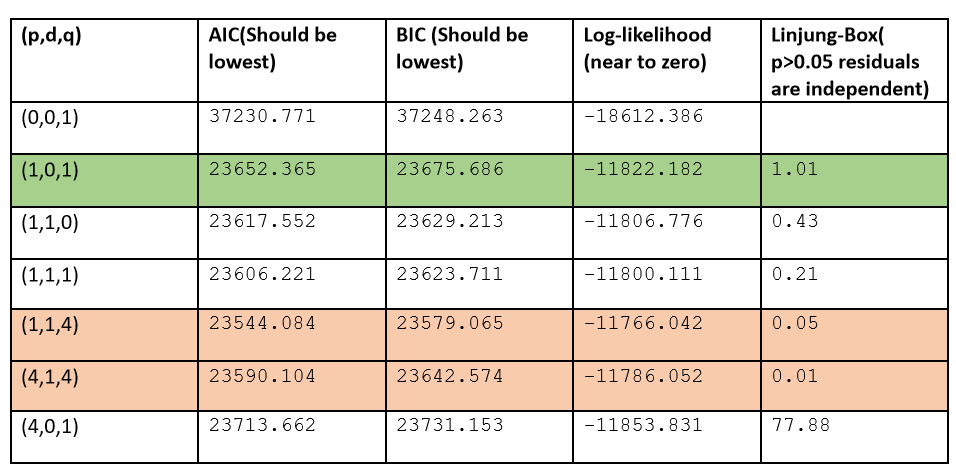 (p,d,q) AIC(Should be lowest) BIC (Should be lowest) Log-likelihood (near to zero) Linjung-Box( p>0.05 residuals are independent)
(0,0,1) 37230.771 37248.263 -18612.386
(1,0,1) 23652.365 23675.686 -11822.182 1.01
(1,1,0) 23617.552 23629.213 -11806.776 0.43
(1,1,1) 23606.221 23623.711 -11800.111 0.21
(1,1,4) 23544.084 23579.065 -11766.042 0.05
(4,1,4) 23590.104 23642.574 -11786.052 0.01
(4,0,1) 23713.662 23731.153 -11853.831 77.88